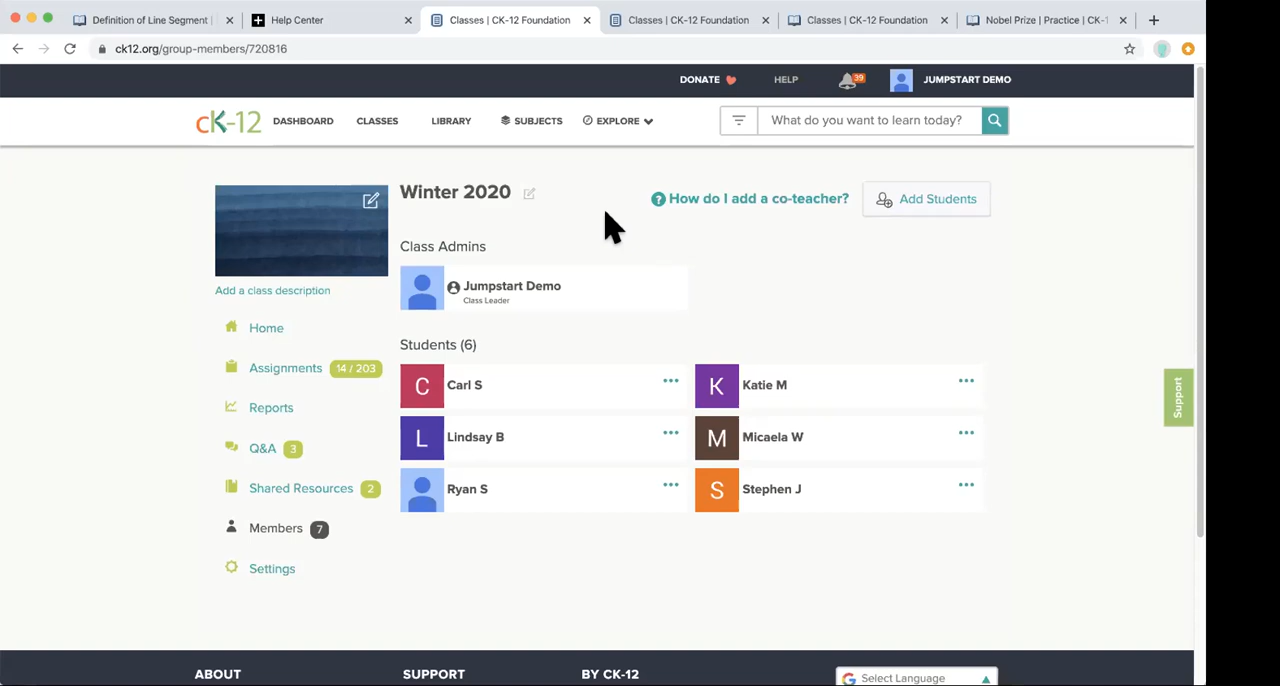 Definition of Line Segment
Help Center
Classes | CK-12 Foundation
Classes | CK-12 Foundation
Classes | CK-12 Foundation
Nobel Prize | Practice | CK-1
ck12.org/group-members/720816
DONATE
HELP
39
JUMPSTART DEMO
cK-12
DASHBOARD
CLASSES
LIBRARY
SUBJECTS
EXPLORE
What do you want to learn today?
Winter 2020
? How do I add a co-teacher?
Add Students
Add a class description
Class Admins
Jumpstart Demo
Class Leader
Home
Assignments 14 / 203
Reports
Q&A 3
Shared Resources 2
Members 7
Settings
Students (6)
C Carl S
K Katie M
L Lindsay B
M Micaela W
Ryan S
S Stephen J
Support
ABOUT
SUPPORT
BY CK-12
G Select Language